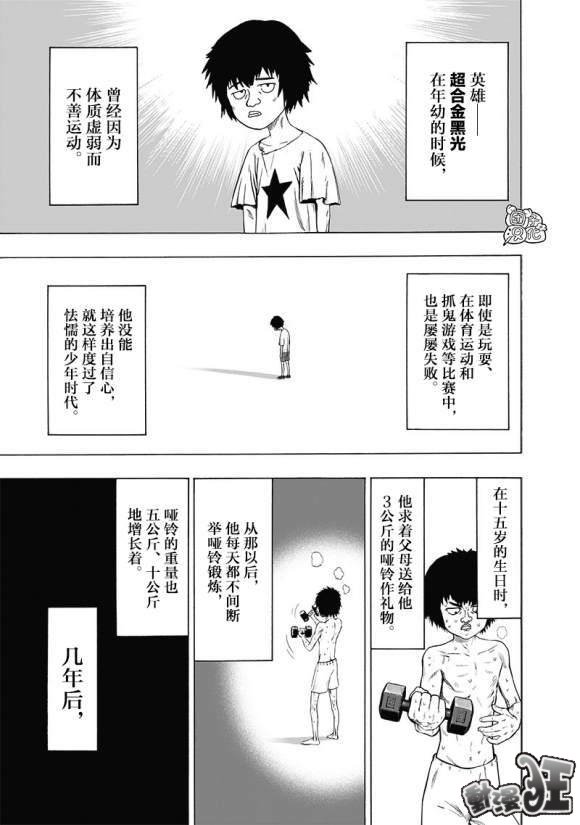 英雄——
超合金黑光
在年幼的时候，
曾经因为
体质虚弱而
不善运动。
即使是玩耍、
在体育运动和
抓鬼游戏等比赛中，
也是屡屡失败。
他没能
培养出自信心，
就这样度过了
怯懦的少年时代。
在十五岁的生日时，
他求着父母送给他
3公斤的哑铃作礼物。
从那以后，
他每天都不间断
举哑铃锻炼，
哑铃的重量也
五公斤、十公斤
地增长着。
几年后，
動漫狂